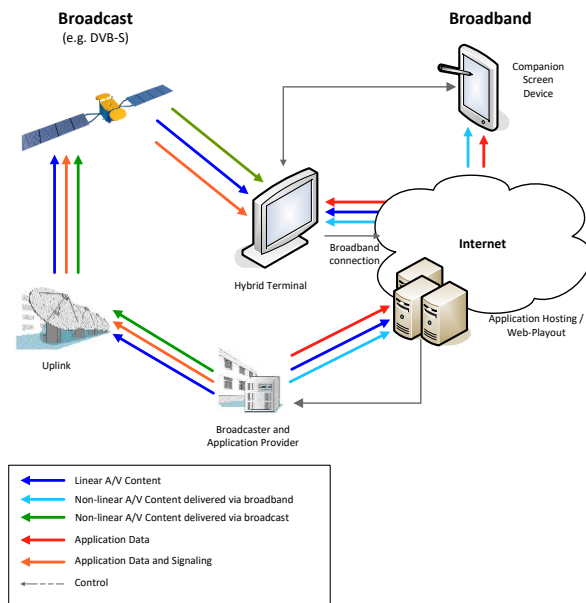 Broadcast
(e.g. DVB-S)
Broadband
Companion
Screen
Device
Internet
Broadband
connection
Hybrid Terminal
Application Hosting /
Web-Playout
Uplink
Broadcaster and
Application Provider
Linear A/V Content
Non-linear A/V Content delivered via broadband
Non-linear A/V Content delivered via broadcast
Application Data
Application Data and Signaling
Control